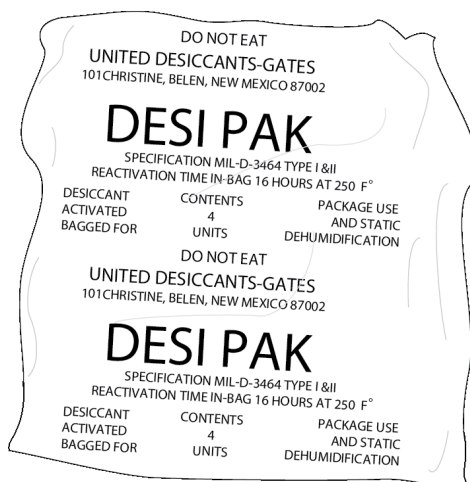 DO NOT EAT
UNITED DESICCANTS-GATES
101CHRISTINE, BELEN, NEW MEXICO 87002
DESI PAK
SPECIFICATION MIL-D-3464 TYPE I &II
REACTIVATION TIME IN-BAG 16 HOURS AT 250 F°
DESICCANT
ACTIVATED
BAGGED FOR
CONTENTS
4
UNITS
PACKAGE USE
AND STATIC
DEHUMIDIFICATION
DO NOT EAT
UNITED DESICCANTS-GATES
101CHRISTINE, BELEN, NEW MEXICO 87002
DESI PAK
SPECIFICATION MIL-D-3464 TYPE I &II
REACTIVATION TIME IN-BAG 16 HOURS AT 250 F°
DESICCANT
ACTIVATED
BAGGED FOR
CONTENTS
4
UNITS
PACKAGE USE
AND STATIC
DEHUMIDIFICATION